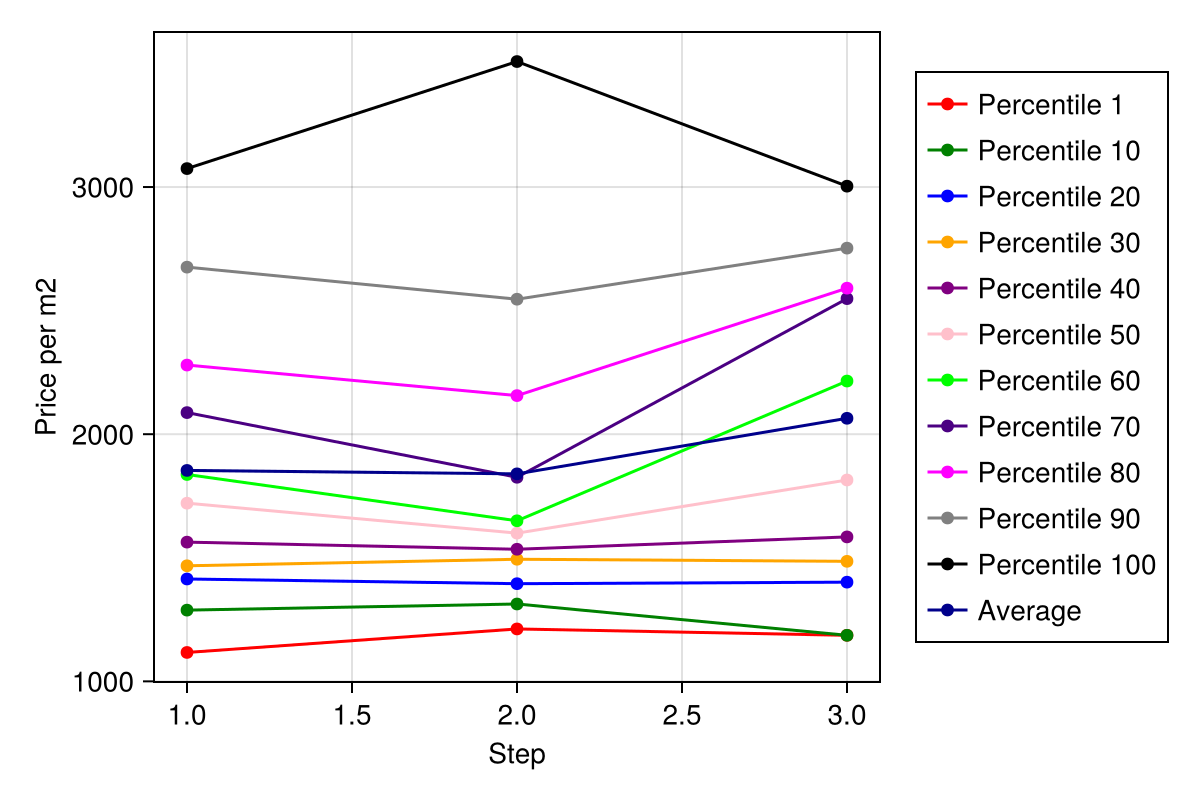 Price per m2
3000
2000
1000
1.0 1.5 2.0 2.5 3.0
Step
Percentile 1
Percentile 10
Percentile 20
Percentile 30
Percentile 40
Percentile 50
Percentile 60
Percentile 70
Percentile 80
Percentile 90
Percentile 100
Average